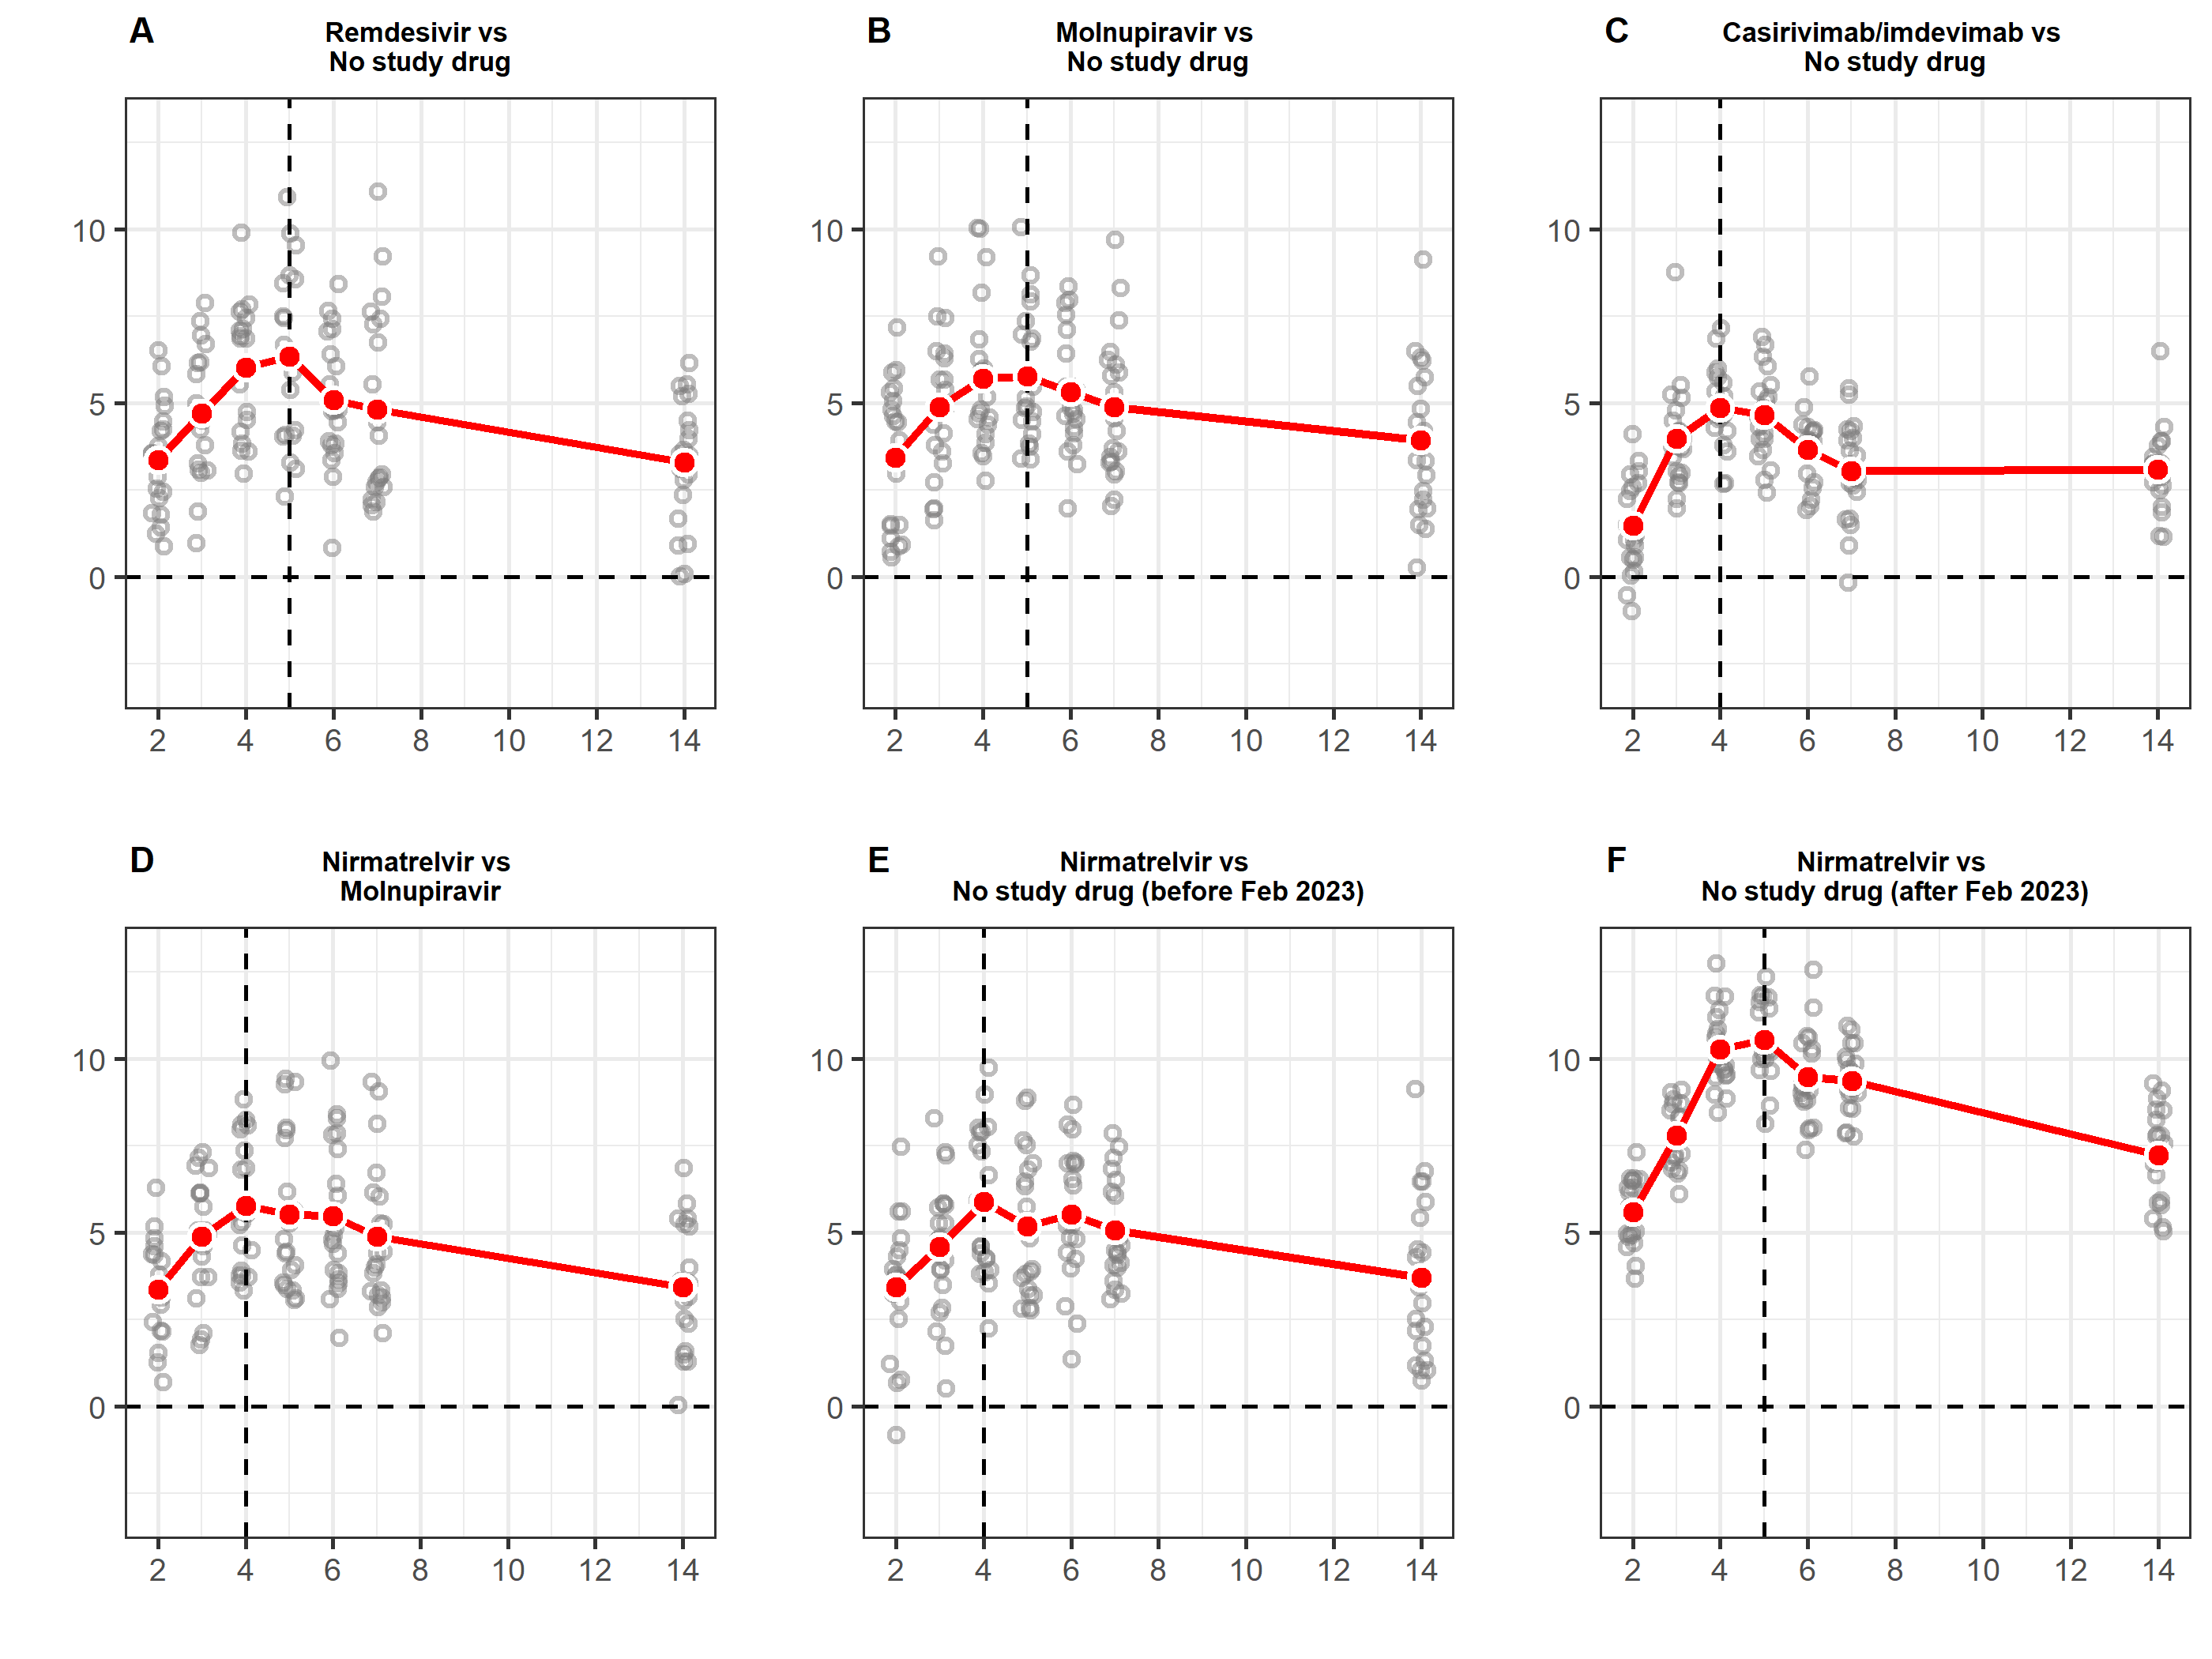 A
Remdesivir vs
No study drug
B
Molnupiravir vs
No study drug
C
Casirivimab/imdevimab vs
No study drug
10
5
0
2 4 6 8 10 12 14
10
5
0
2 4 6 8 10 12 14
10
5
0
2 4 6 8 10 12 14
D
Nirmatrelvir vs
Molnupiravir
E
Nirmatrelvir vs
No study drug (before Feb 2023)
F
Nirmatrelvir vs
No study drug (after Feb 2023)
10
5
0
2 4 6 8 10 12 14
10
5
0
2 4 6 8 10 12 14
10
5
0
2 4 6 8 10 12 14